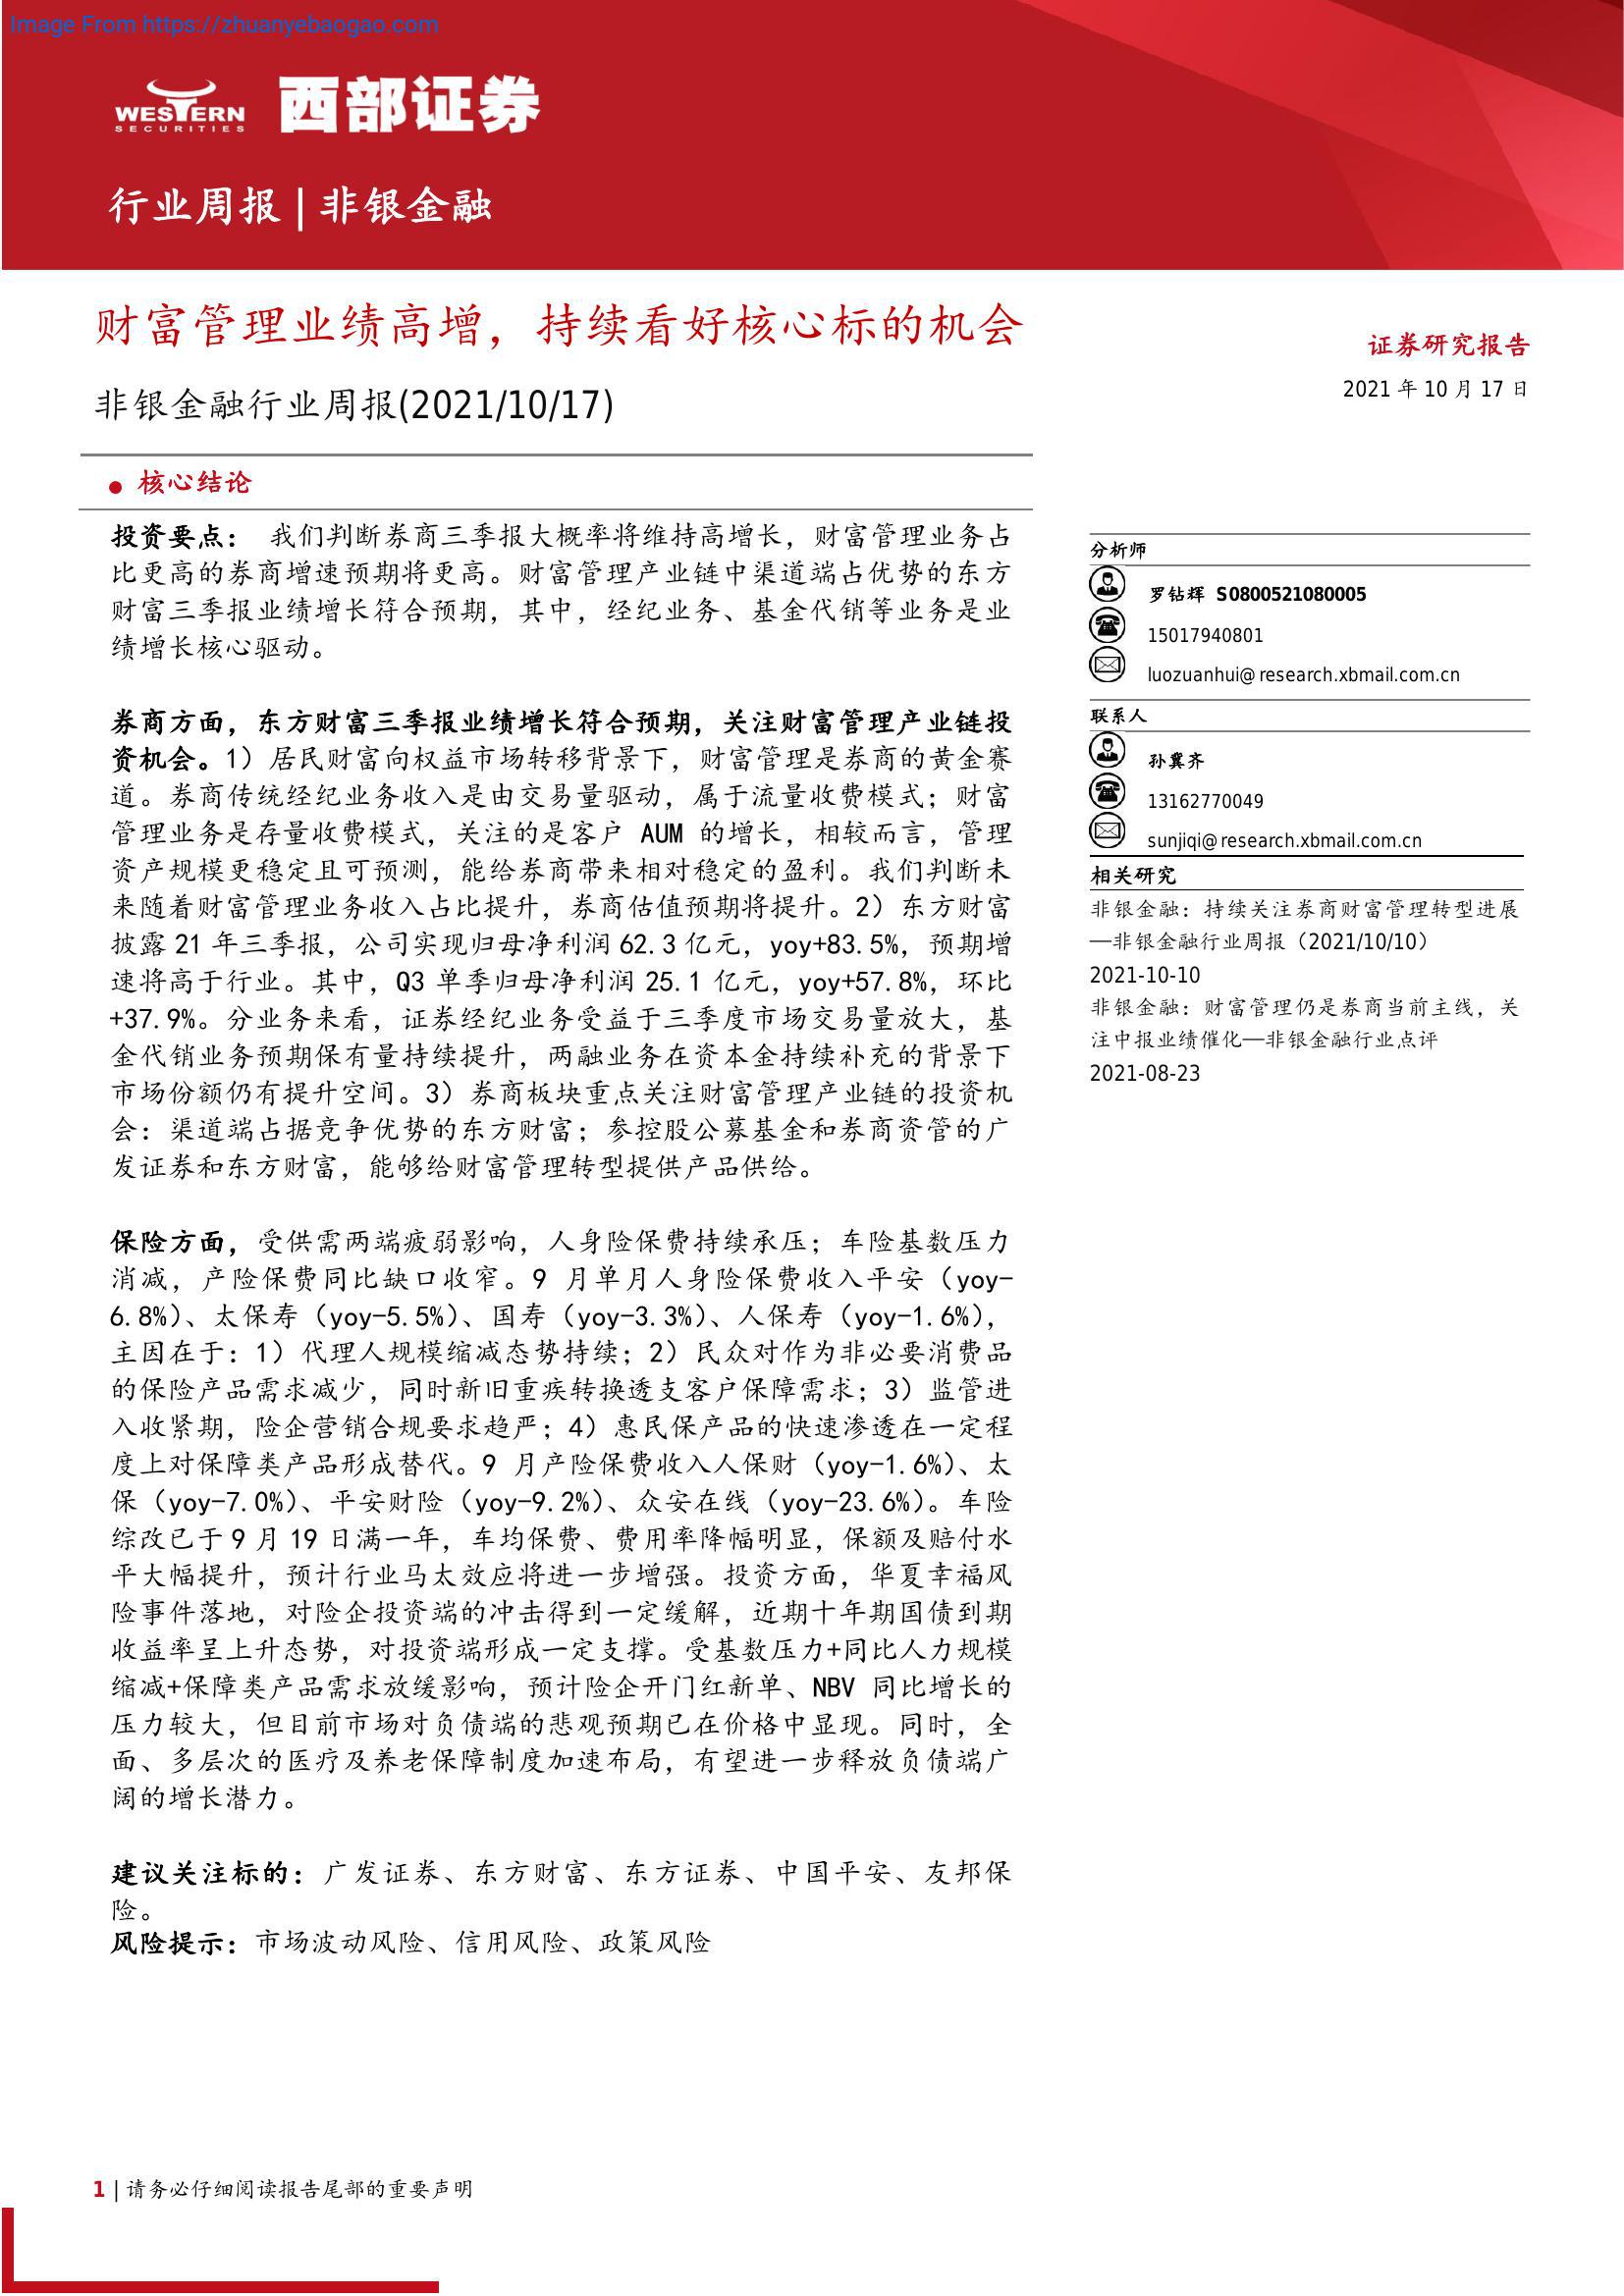 Image From https://zhuanyebaogao.com
WESTERN
SECURITIES
西部证券
行业周报 | 非银金融
财富管理业绩高增，持续看好核心标的机会
非银金融行业周报(2021/10/17)
证券研究报告
2021 年 10 月 17 日
● 核心结论
投资要点： 我们判断券商三季报大概率将维持高增长，财富管理业务占
比更高的券商增速预期将更高。财富管理产业链中渠道端占优势的东方
财富三季报业绩增长符合预期，其中，经纪业务、基金代销等业务是业
绩增长核心驱动。
券商方面，东方财富三季报业绩增长符合预期，关注财富管理产业链投
资机会。1）居民财富向权益市场转移背景下，财富管理是券商的黄金赛
道。券商传统经纪业务收入是由交易量驱动，属于流量收费模式；财富
管理业务是存量收费模式，关注的是客户 AUM 的增长，相较而言，管理
资产规模更稳定且可预测，能给券商带来相对稳定的盈利。我们判断未
来随着财富管理业务收入占比提升，券商估值预期将提升。2）东方财富
披露 21 年三季报，公司实现归母净利润 62.3 亿元，yoy+83.5%，预期增
速将高于行业。其中，Q3 单季归母净利润 25.1 亿元，yoy+57.8%，环比
+37.9%。分业务来看，证券经纪业务受益于三季度市场交易量放大，基
金代销业务预期保有量持续提升，两融业务在资本金持续补充的背景下
市场份额仍有提升空间。3）券商板块重点关注财富管理产业链的投资机
会：渠道端占据竞争优势的东方财富；参控股公募基金和券商资管的广
发证券和东方财富，能够给财富管理转型提供产品供给。
保险方面，受供需两端疲弱影响，人身险保费持续承压；车险基数压力
消减，产险保费同比缺口收窄。9 月单月人身险保费收入平安（yoy-
6.8%）、太保寿（yoy-5.5%）、国寿（yoy-3.3%）、人保寿（yoy-1.6%），
主因在于：1）代理人规模缩减态势持续；2）民众对作为非必要消费品
的保险产品需求减少，同时新旧重疾转换透支客户保障需求；3）监管进
入收紧期，险企营销合规要求趋严；4）惠民保产品的快速渗透在一定程
度上对保障类产品形成替代。9 月产险保费收入人保财（yoy-1.6%）、太
保（yoy-7.0%）、平安财险（yoy-9.2%）、众安在线（yoy-23.6%）。车险
综改已于 9 月 19 日满一年，车均保费、费用率降幅明显，保额及赔付水
平大幅提升，预计行业马太效应将进一步增强。投资方面，华夏幸福风
险事件落地，对险企投资端的冲击得到一定缓解，近期十年期国债到期
收益率呈上升态势，对投资端形成一定支撑。受基数压力+同比人力规模
缩减+保障类产品需求放缓影响，预计险企开门红新单、NBV 同比增长的
压力较大，但目前市场对负债端的悲观预期已在价格中显现。同时，全
面、多层次的医疗及养老保障制度加速布局，有望进一步释放负债端广
阔的增长潜力。
建议关注标的：广发证券、东方财富、东方证券、中国平安、友邦保
险。
风险提示：市场波动风险、信用风险、政策风险
分析师
罗钻辉 S0800521080005
15017940801
luozuanhui@research.xbmail.com.cn
联系人
孙冀齐
13162770049
sunjiqi@research.xbmail.com.cn
相关研究
非银金融：持续关注券商财富管理转型进展
—非银金融行业周报（2021/10/10）
2021-10-10
非银金融：财富管理仍是券商当前主线，关
注中报业绩催化—非银金融行业点评
2021-08-23
1 | 请务必仔细阅读报告尾部的重要声明